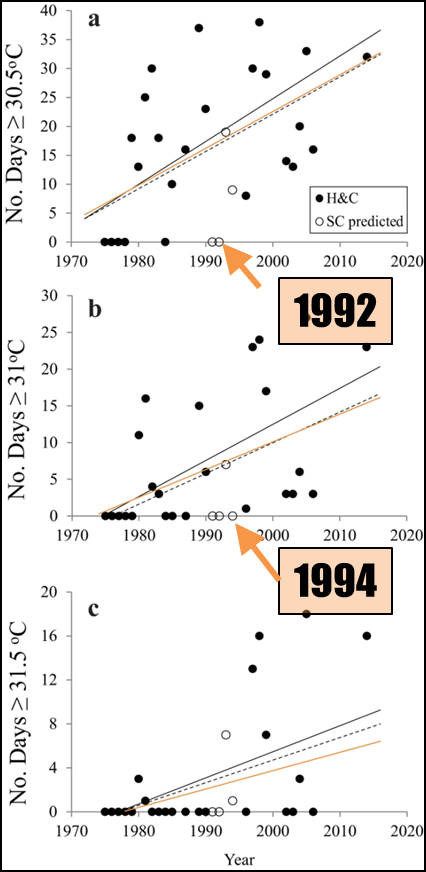 No. Days ≥ 30.5ºC
a
40
35
30
25
20
15
10
5
0
H&C
SC predicted
1970 1980 1990 2000 2010 2020
1992
No. Days ≥ 31ºC
b
30
25
20
15
10
5
0
1970 1980 1990 2000 2010 2020
1994
No. Days ≥ 31.5 ºC
c
20
16
12
8
4
0
1970 1980 1990 2000 2010 2020
Year